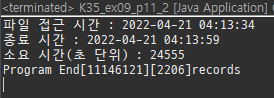 <terminated> K35_ex09_p11_2 [Java Application] C:
파일 접근 시간 : 2022-04-21 04:13:34
종료 시간 : 2022-04-21 04:13:59
소요 시간(초 단위) : 24555
Program End[11146121][2206]records